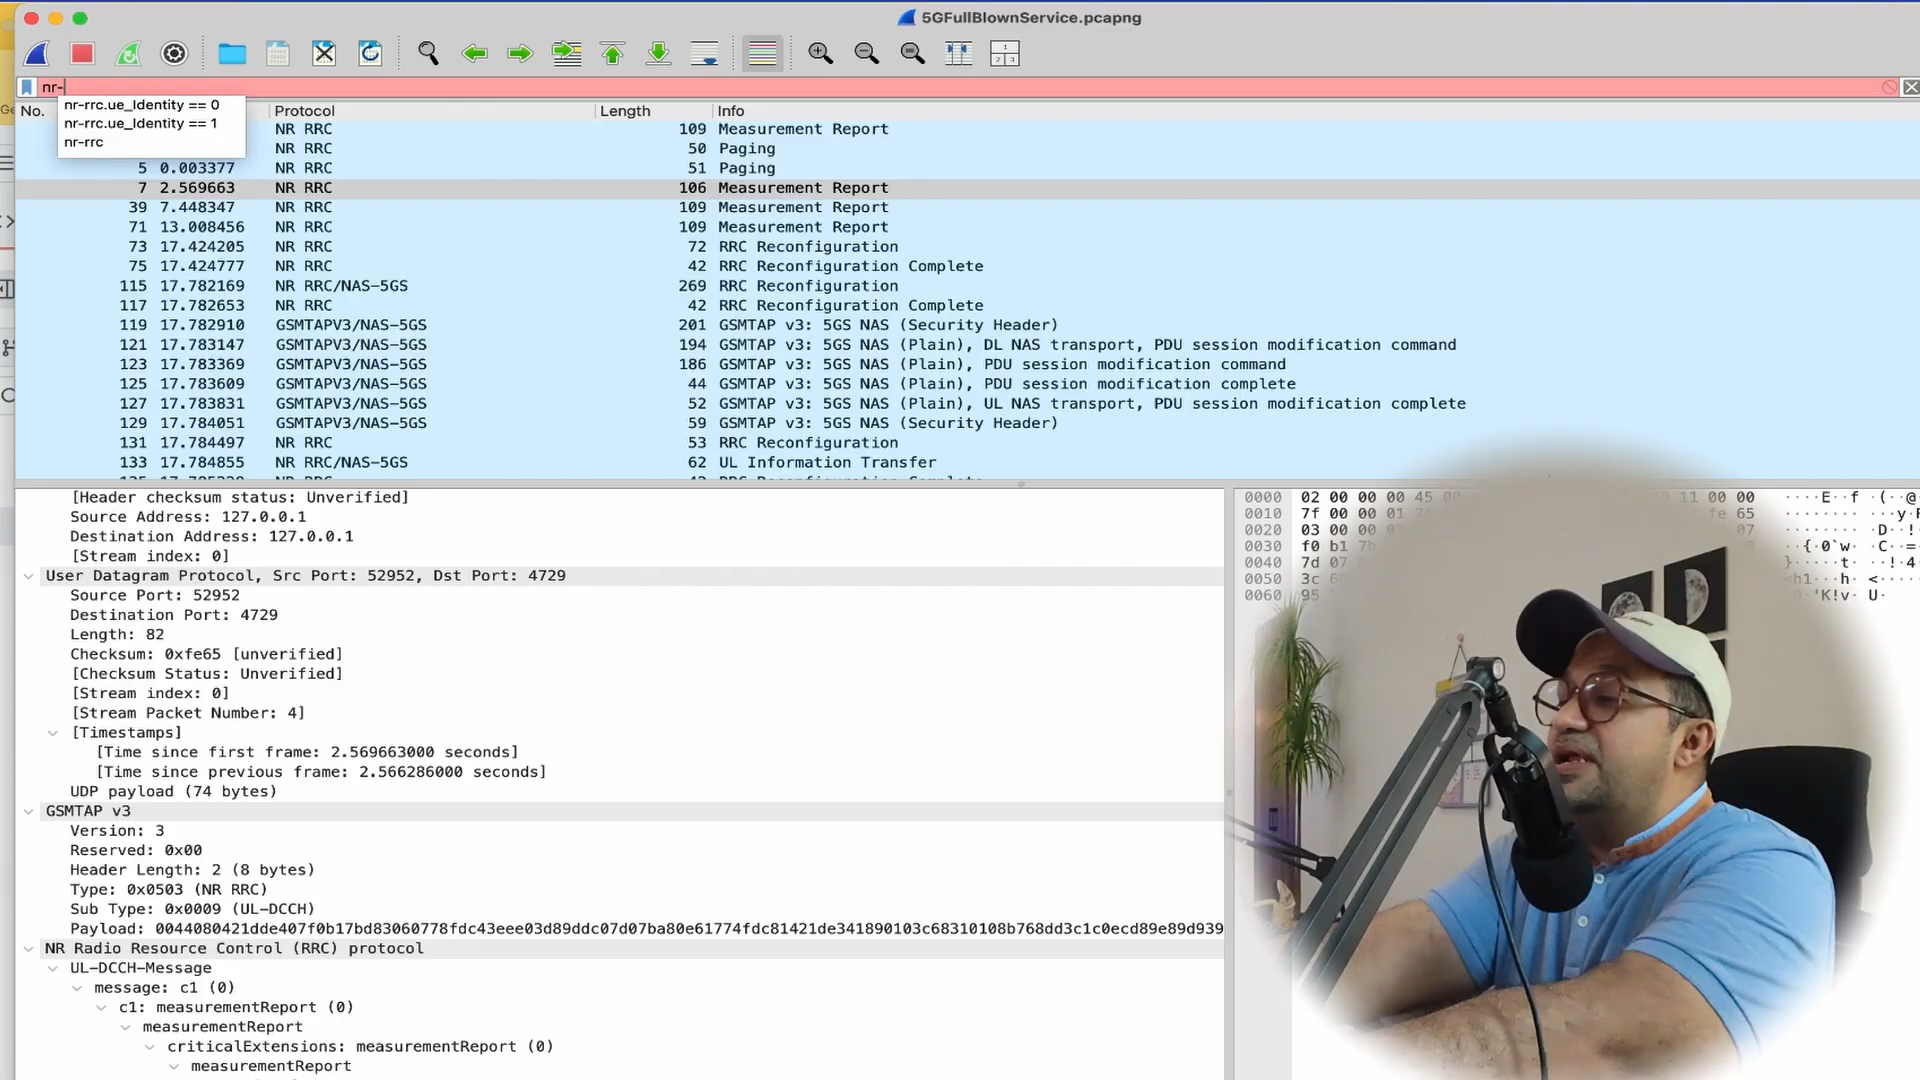 5GFullBlownService.pcapng
nr-
nr-rrc.ue_Identity == 0
nr-rrc.ue_Identity == 1
nr-rrc
No. Protocol Length Info
NR RRC 109 Measurement Report
NR RRC 50 Paging
5 0.003377 NR RRC 51 Paging
7 2.569663 NR RRC 106 Measurement Report
39 7.448347 NR RRC 109 Measurement Report
71 13.008456 NR RRC 109 Measurement Report
73 17.424205 NR RRC 72 RRC Reconfiguration
75 17.424777 NR RRC 42 RRC Reconfiguration Complete
115 17.782169 NR RRC/NAS-5GS 269 RRC Reconfiguration
117 17.782653 NR RRC 42 RRC Reconfiguration Complete
119 17.782910 GSMTAPV3/NAS-5GS 201 GSMTAP v3: 5GS NAS (Security Header)
121 17.783147 GSMTAPV3/NAS-5GS 194 GSMTAP v3: 5GS NAS (Plain), DL NAS transport, PDU session modification command
123 17.783369 GSMTAPV3/NAS-5GS 186 GSMTAP v3: 5GS NAS (Plain), PDU session modification command
125 17.783609 GSMTAPV3/NAS-5GS 44 GSMTAP v3: 5GS NAS (Plain), PDU session modification complete
127 17.783831 GSMTAPV3/NAS-5GS 52 GSMTAP v3: 5GS NAS (Plain), UL NAS transport, PDU session modification complete
129 17.784051 GSMTAPV3/NAS-5GS 59 GSMTAP v3: 5GS NAS (Security Header)
131 17.784497 NR RRC 53 RRC Reconfiguration
133 17.784855 NR RRC/NAS-5GS 62 UL Information Transfer
[Header checksum status: Unverified]
Source Address: 127.0.0.1
Destination Address: 127.0.0.1
[Stream index: 0]
User Datagram Protocol, Src Port: 52952, Dst Port: 4729
Source Port: 52952
Destination Port: 4729
Length: 82
Checksum: 0xfe65 [unverified]
[Checksum Status: Unverified]
[Stream index: 0]
[Stream Packet Number: 4]
[Timestamps]
[Time since first frame: 2.569663000 seconds]
[Time since previous frame: 2.566286000 seconds]
UDP payload (74 bytes)
GSMTAP v3
Version: 3
Reserved: 0x00
Header Length: 2 (8 bytes)
Type: 0x0503 (NR RRC)
Sub Type: 0x0009 (UL-DCCH)
Payload: 0044080421dde407f0b17bd83060778fdc43eee03d89ddc07d07ba80e61774fdc81421de341890103c68310108b768dd3c1c0ecd89e89d939
NR Radio Resource Control (RRC) protocol
UL-DCCH-Message
message: c1 (0)
c1: measurementReport (0)
measurementReport
criticalExtensions: measurementReport (0)
measurementReport
0000 02 00 00 00 45 11 00 00
0010 7f 00 00 01 fe 65
0020 03 00 00 07
0030 f0 b1
0040 7d 07
0050 3c
0060 95